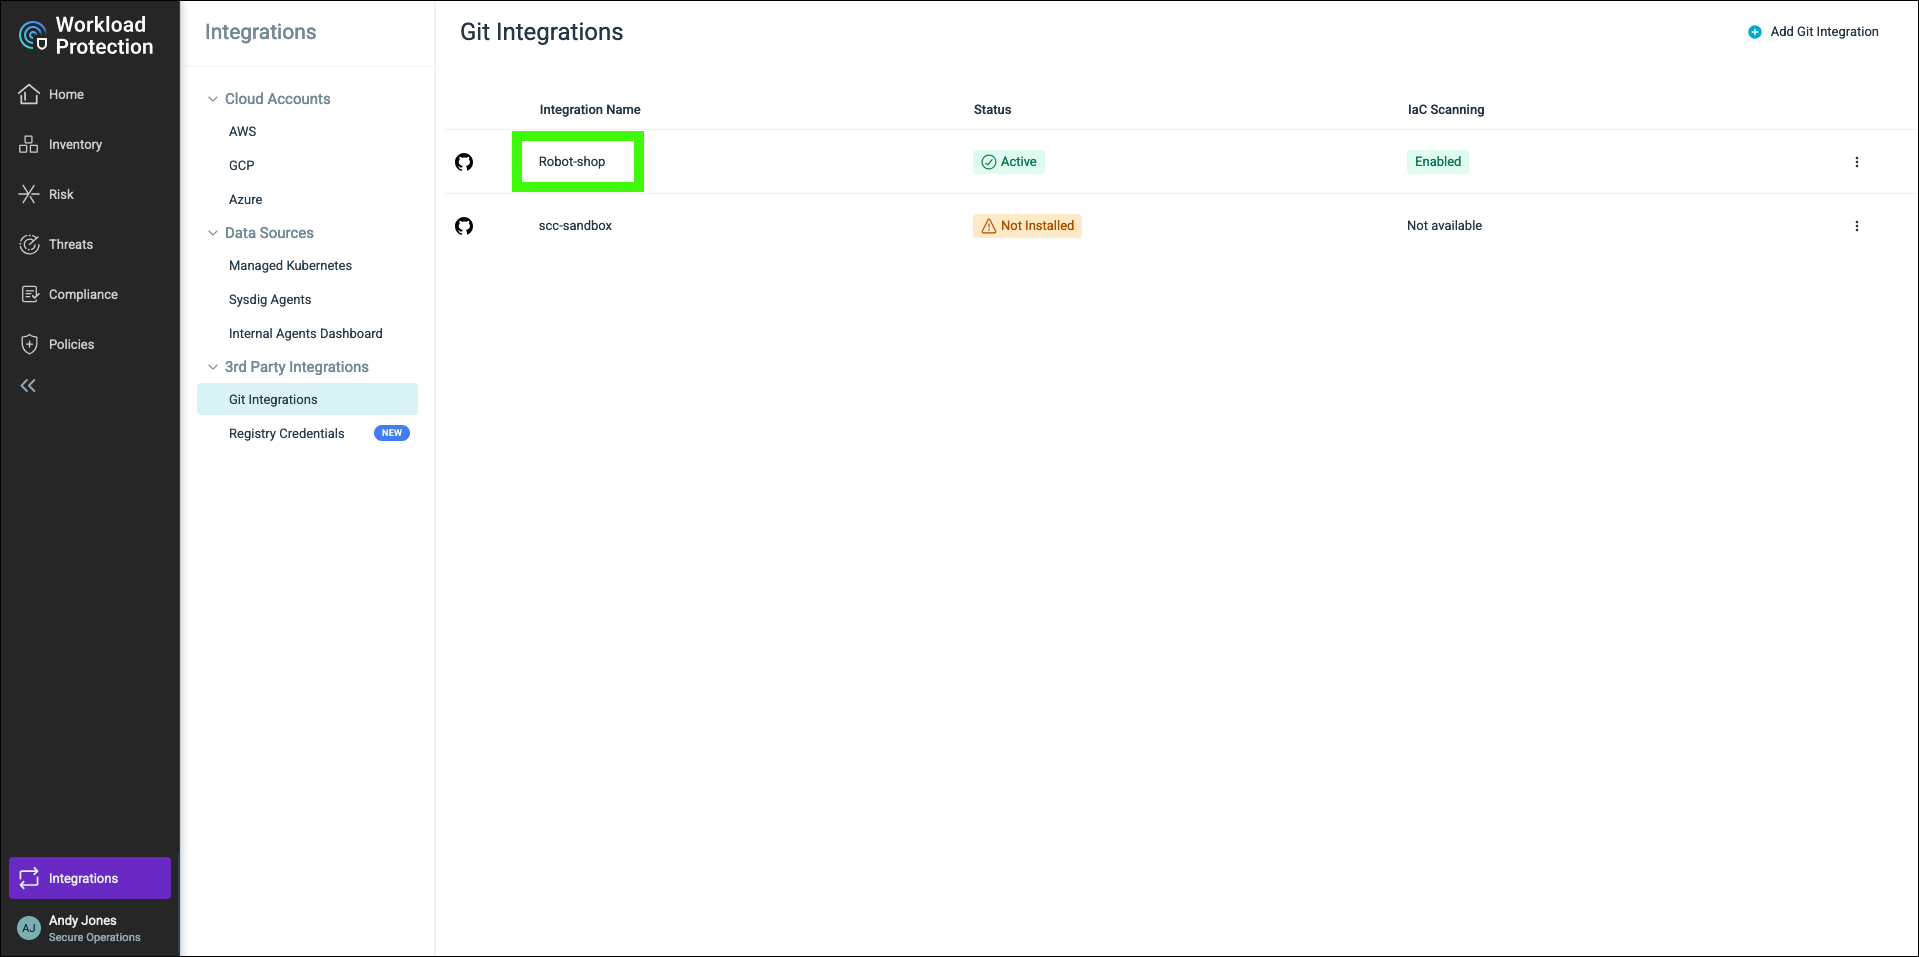 Workload
Protection
Home
Inventory
Risk
Threats
Compliance
Policies
Integrations
AJ
Andy Jones
Secure Operations
Integrations
Cloud Accounts
AWS
GCP
Azure
Data Sources
Managed Kubernetes
Sysdig Agents
Internal Agents Dashboard
3rd Party Integrations
Git Integrations
Registry Credentials NEW
Git Integrations
Add Git Integration
Integration Name Status IaC Scanning
Robot-shop Active Enabled
scc-sandbox Not Installed Not available